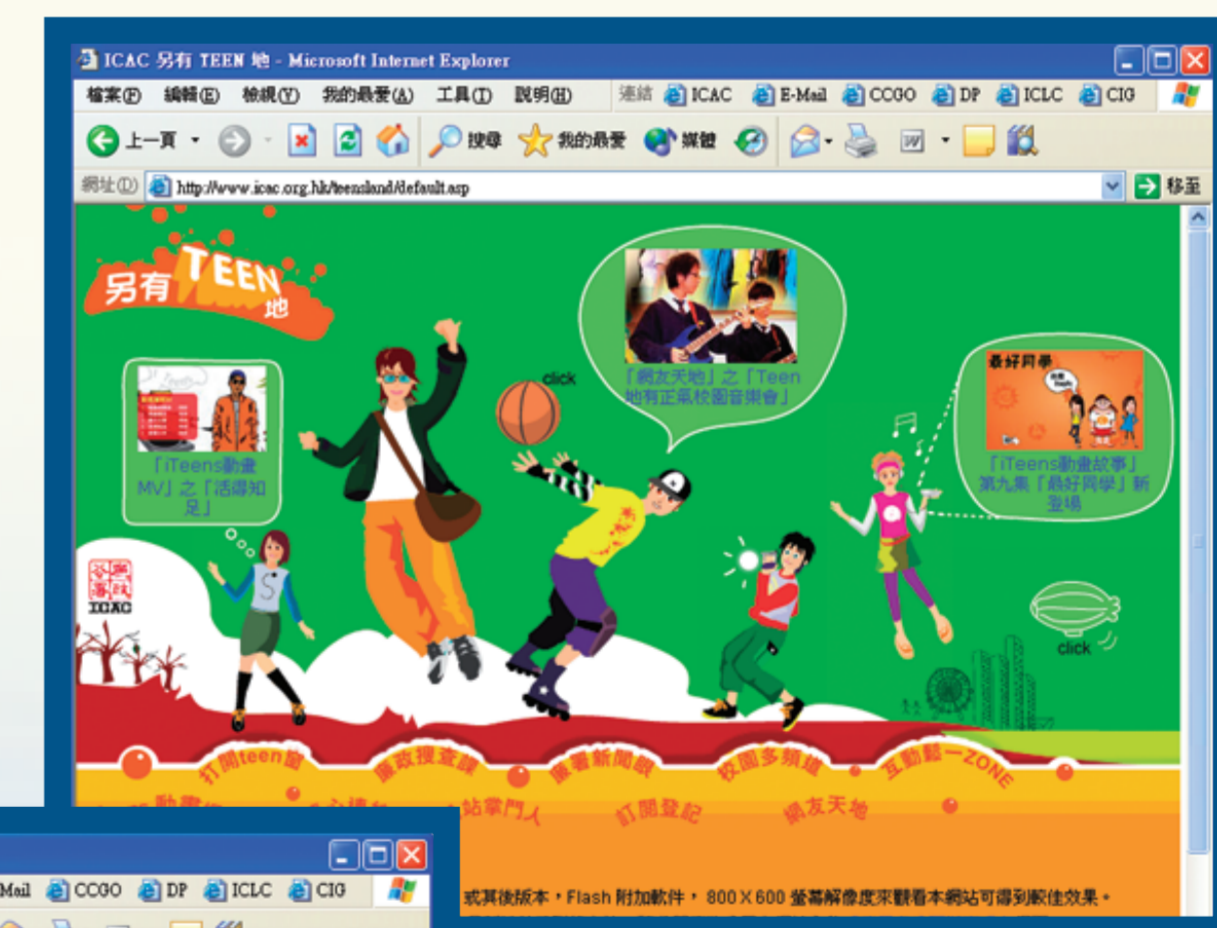 ICAC 另有 TEEN 地 - Microsoft Internet Explorer
檔案(F) 編輯(E) 檢視(V) 我的最愛(A) 工具(T) 說明(H) 連結 ICAC E-Mail CCGO DP ICLC CIG
上一頁 搜尋 我的最愛 媒體
網址(D) http://www.icac.org.hk/teensland/default.asp 移至
另有 TEEN 地
click
「網友天地」之「Teen
地有正氣校園音樂會」
最好同學
「iTeens動畫故事」
第九集「最好同學」新
登場
「iTeens動畫
MV」之「活得知
足」
S
ICAC
click
打開teen窗 廉政搜查課 廉署新聞眼 校園多頻道 互動鬆一ZONE
站掌門人 訂閱登記 網友天地
或其後版本,Flash 附加軟件, 800 X 600 螢幕解像度來觀看本網站可得到較佳效果。
Mail CCGO DP ICLC CIG